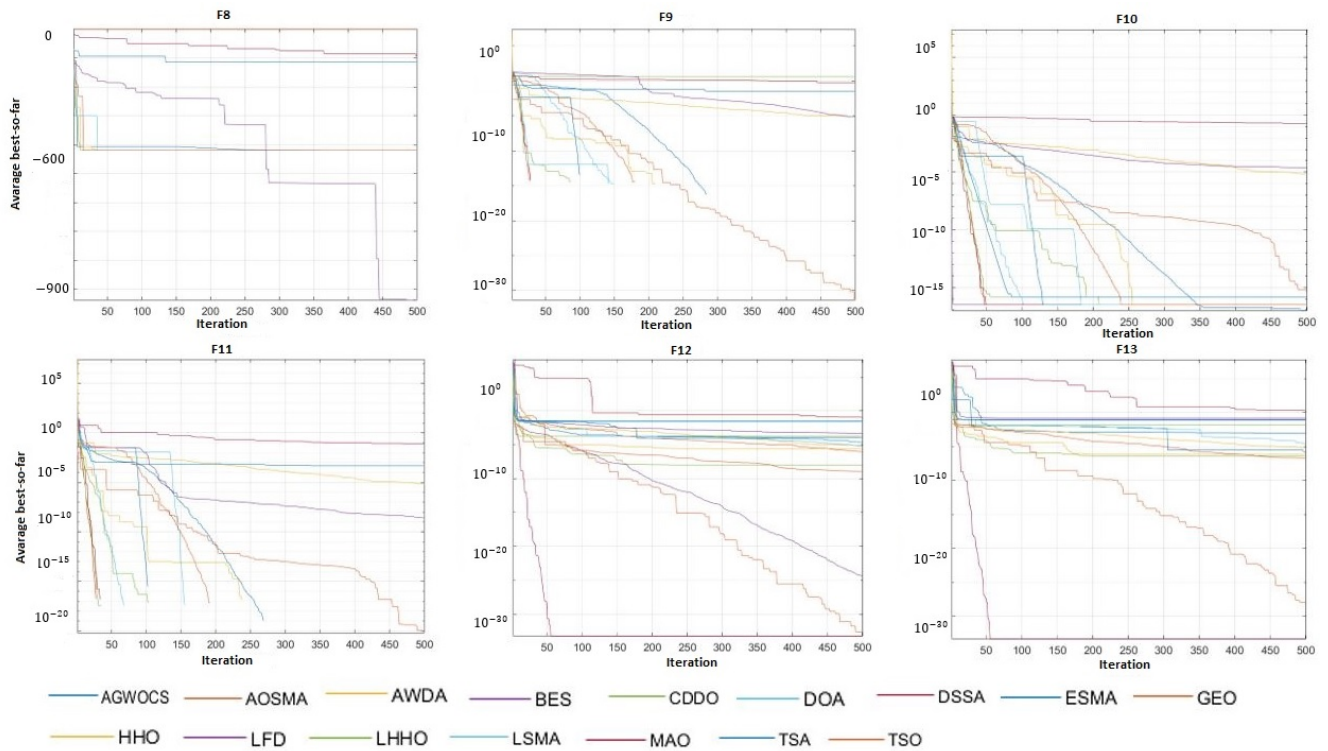 F8
F9
F10
0
-600
-900
Avarage best-so-far
50 100 150 200 250 300 350 400 450 500
Iteration
10^0
10^-10
10^-20
10^-30
50 100 150 200 250 300 350 400 450 500
Iteration
10^5
10^0
10^-5
10^-10
10^-15
50 100 150 200 250 300 350 400 450 500
Iteration
F11
F12
F13
10^5
10^0
10^-5
10^-10
10^-15
10^-20
Avarage best-so-far
50 100 150 200 250 300 350 400 450 500
Iteration
10^0
10^-10
10^-20
10^-30
50 100 150 200 250 300 350 400 450 500
Iteration
10^0
10^-10
10^-20
10^-30
50 100 150 200 250 300 350 400 450 500
Iteration
AGWOCS AOSMA AWDA BES CDDO DOA DSSA ESMA GEO
HHO LFD LHHO LSMA MAO TSA TSO